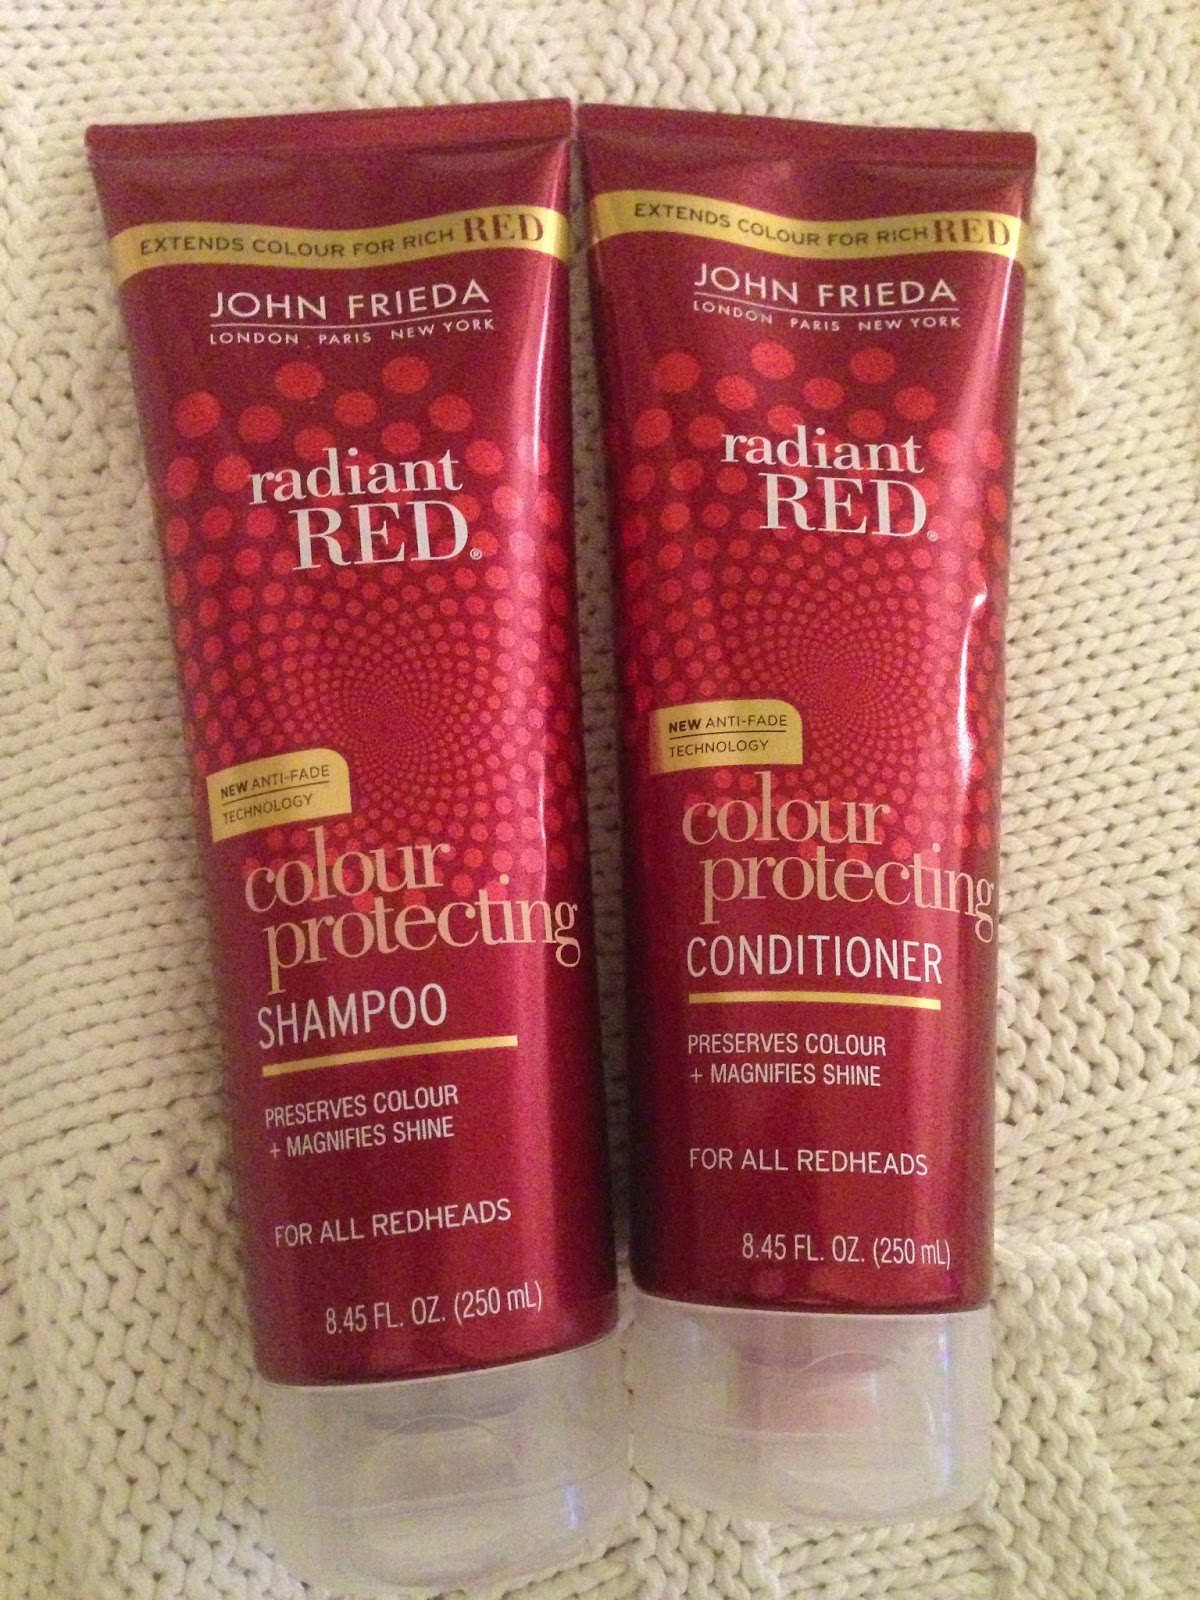 EXTENDS COLOUR FOR RiCH RED
JOHN FRIEDA
LONDON PARIS NEW YORK
radiant
RED®
NEW ANTI-FADE
TECHNOLOGY
colour
protecting
SHAMPOO
PRESERVES COLOUR
+ MAGNIFIES SHINE
FOR ALL REDHEADS
8.45 FL. OZ. (250 mL)
EXTENDS COLOUR FOR RiCH RED
JOHN FRIEDA
LONDON PARIS NEW YORK
radiant
RED®
NEW ANTI-FADE
TECHNOLOGY
colour
protecting
CONDITIONER
PRESERVES COLOUR
+ MAGNIFIES SHINE
FOR ALL REDHEADS
8.45 FL. OZ. (250 mL)